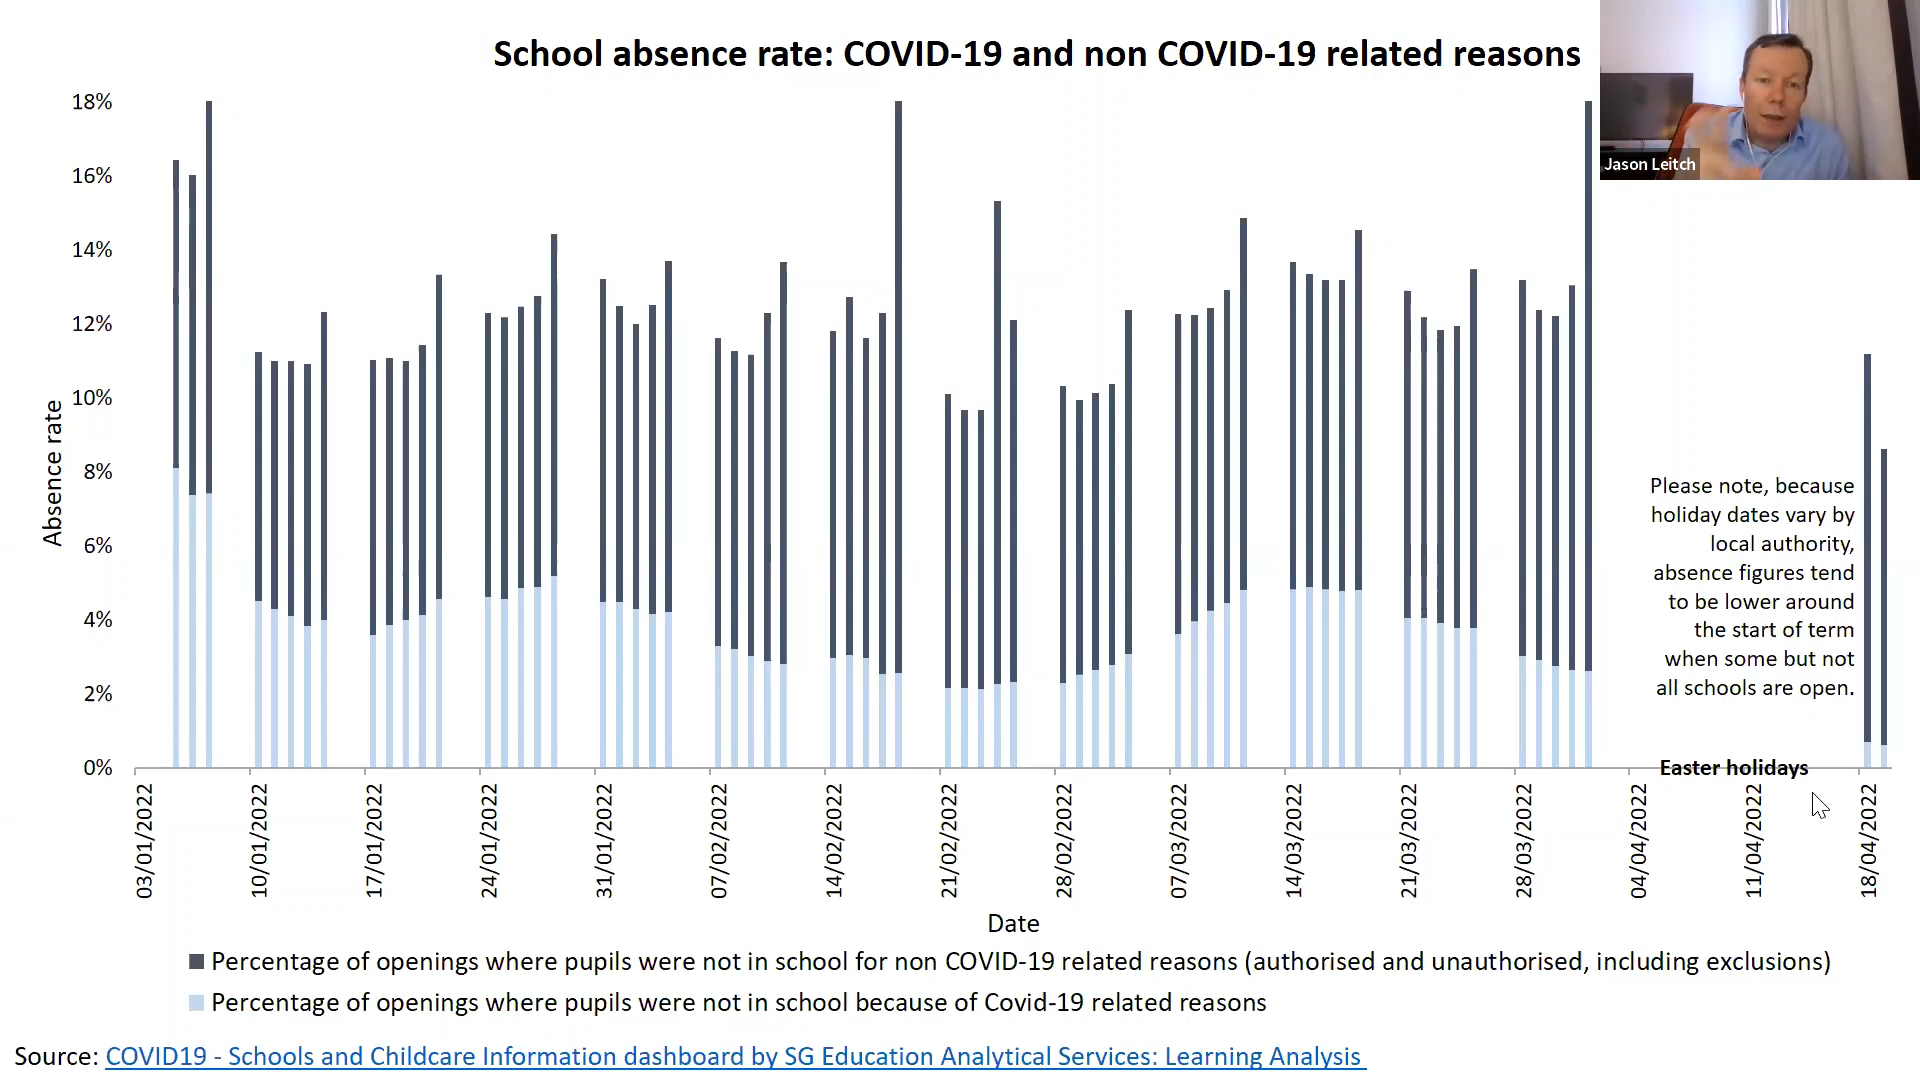 School absence rate: COVID-19 and non COVID-19 related reasons
Jason Leitch
18%
16%
14%
12%
10%
8%
6%
4%
2%
0%
Absence rate
Please note, because
holiday dates vary by
local authority,
absence figures tend
to be lower around
the start of term
when some but not
all schools are open.
Easter holidays
03/01/2022
10/01/2022
17/01/2022
24/01/2022
31/01/2022
07/02/2022
14/02/2022
21/02/2022
28/02/2022
07/03/2022
14/03/2022
21/03/2022
28/03/2022
04/04/2022
11/04/2022
18/04/2022
Date
Percentage of openings where pupils were not in school for non COVID-19 related reasons (authorised and unauthorised, including exclusions)
Percentage of openings where pupils were not in school because of Covid-19 related reasons
Source: COVID19 - Schools and Childcare Information dashboard by SG Education Analytical Services: Learning Analysis